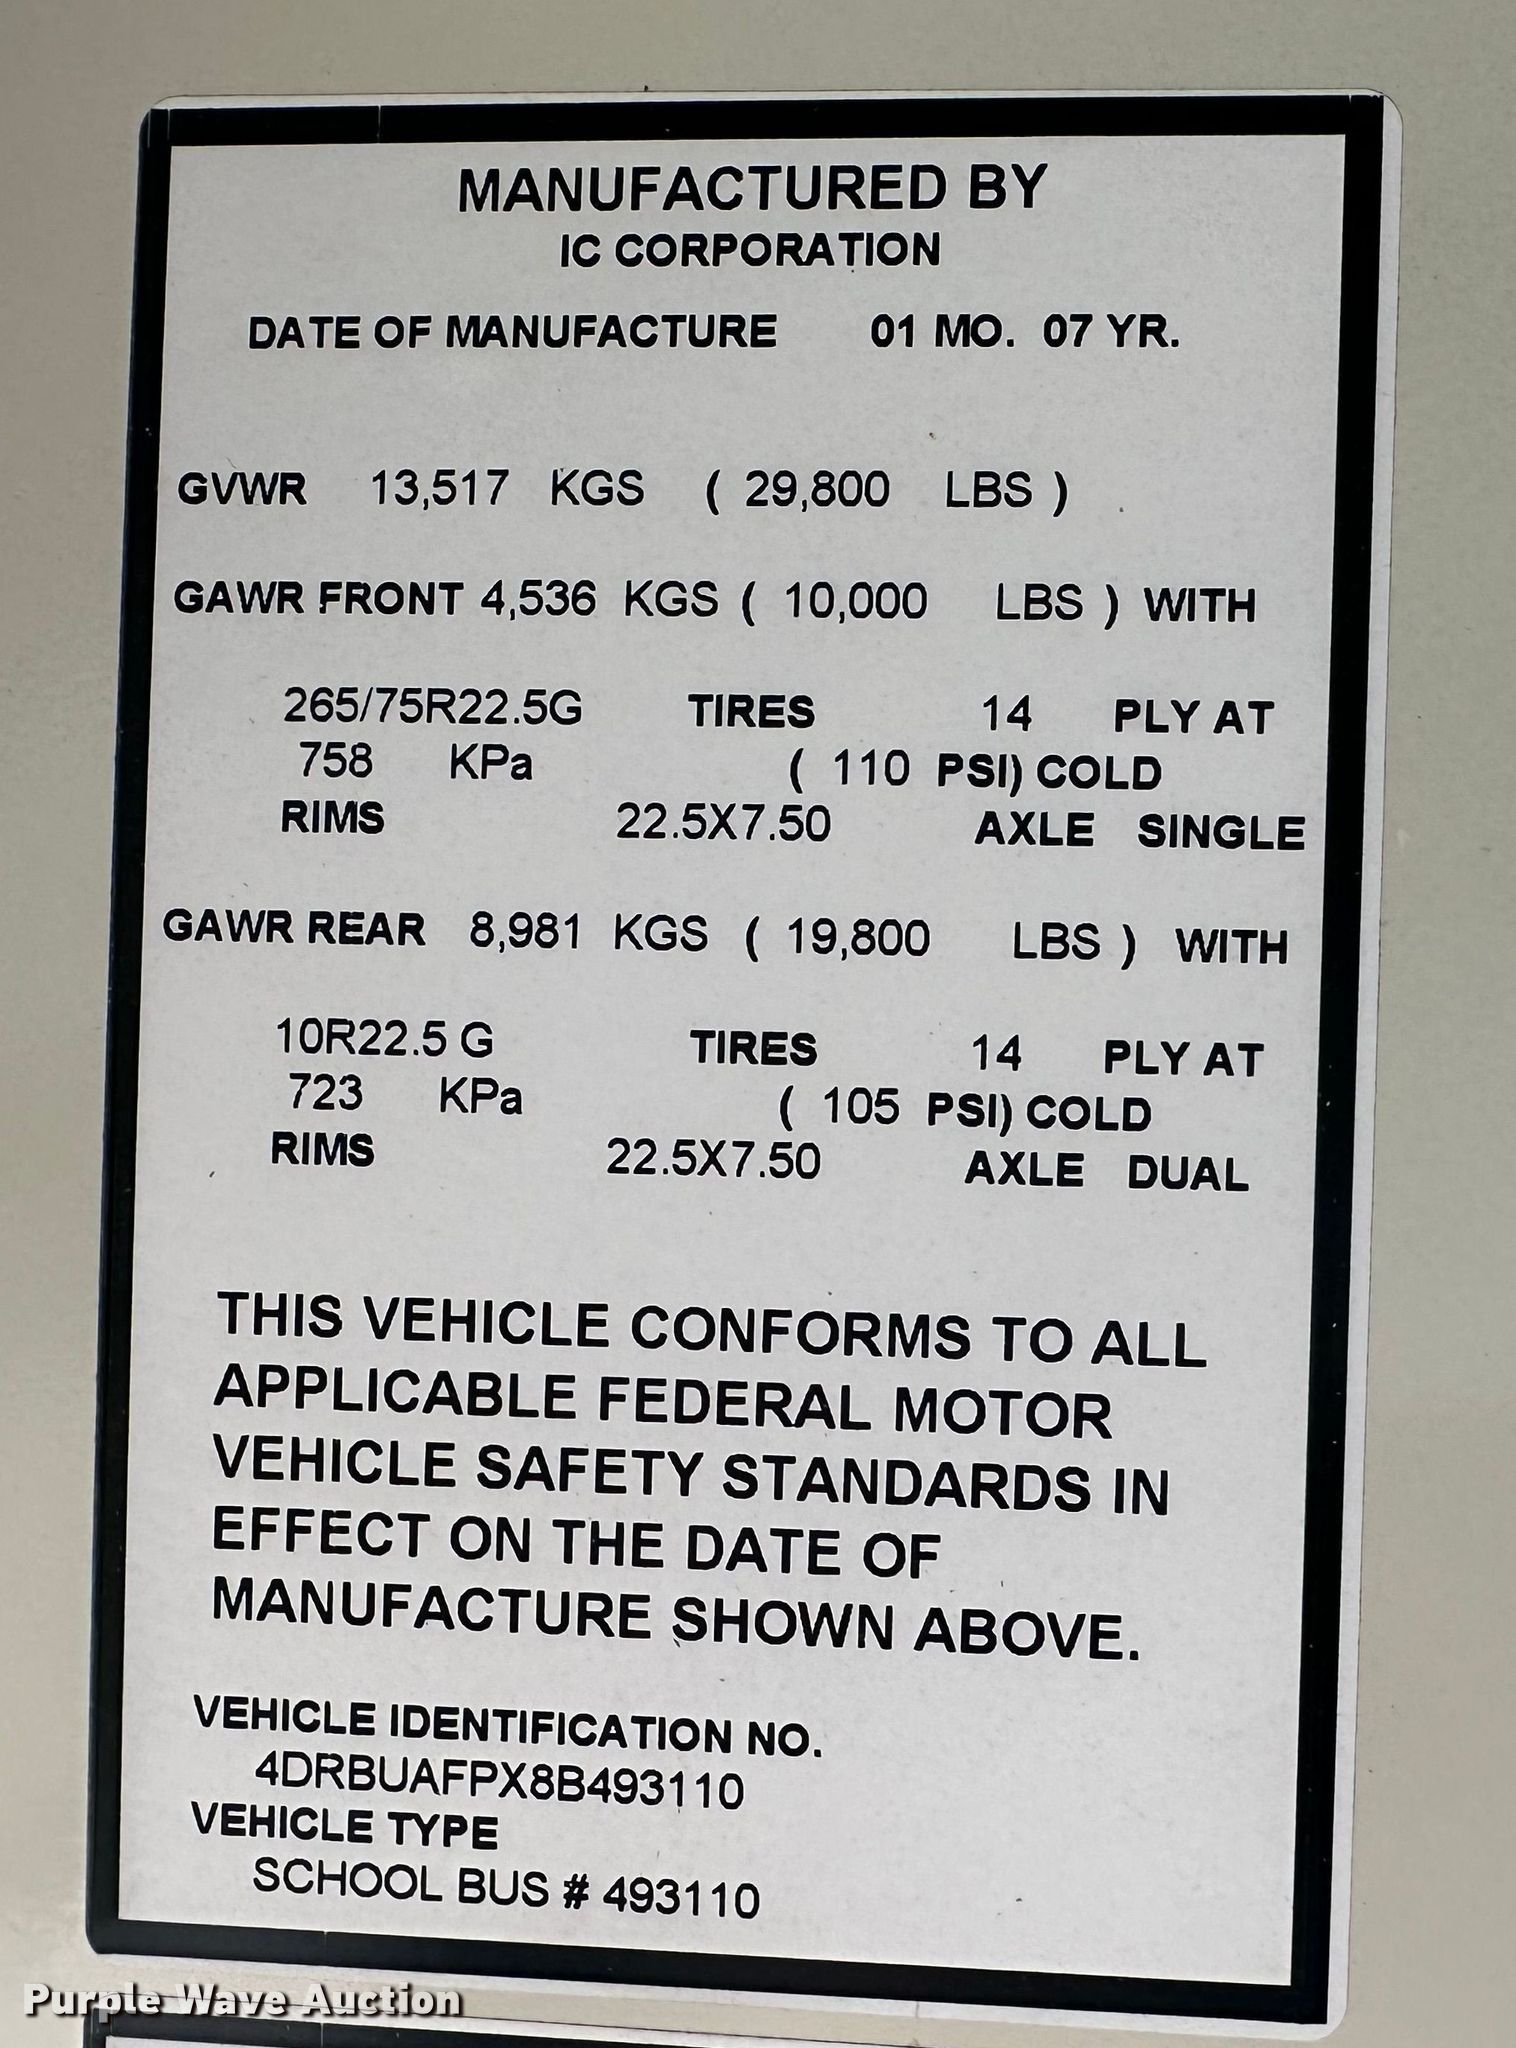 MANUFACTURED BY
IC CORPORATION
DATE OF MANUFACTURE 01 MO. 07 YR.
GVWR 13,517 KGS ( 29,800 LBS )
GAWR FRONT 4,536 KGS ( 10,000 LBS ) WITH
265/75R22.5G TIRES 14 PLY AT
758 KPa ( 110 PSI) COLD
RIMS 22.5X7.50 AXLE SINGLE
GAWR REAR 8,981 KGS ( 19,800 LBS ) WITH
10R22.5 G TIRES 14 PLY AT
723 KPa ( 105 PSI) COLD
RIMS 22.5X7.50 AXLE DUAL
THIS VEHICLE CONFORMS TO ALL
APPLICABLE FEDERAL MOTOR
VEHICLE SAFETY STANDARDS IN
EFFECT ON THE DATE OF
MANUFACTURE SHOWN ABOVE.
VEHICLE IDENTIFICATION NO.
4DRBUAFPX8B493110
VEHICLE TYPE
SCHOOL BUS # 493110
Purple Wave Auction